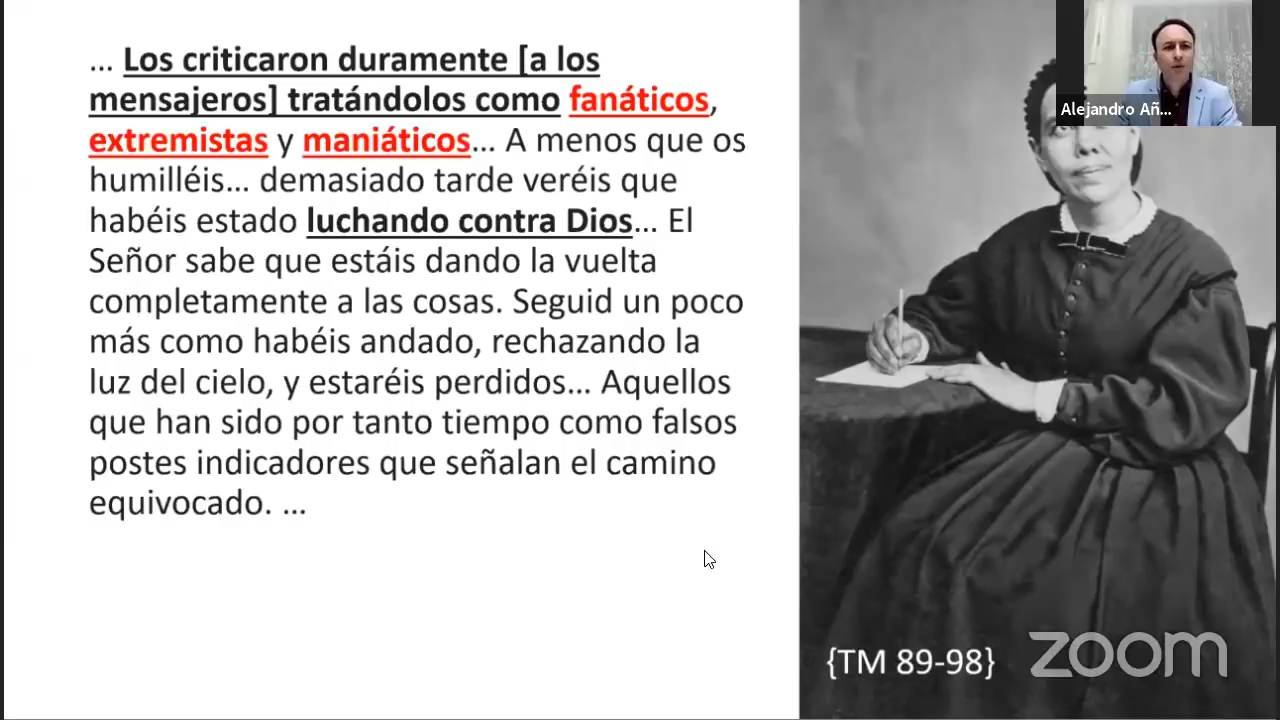 ... Los criticaron duramente [a los
mensajeros] tratándolos como fanáticos,
extremistas y maniáticos... A menos que os
humilléis... demasiado tarde veréis que
habéis estado luchando contra Dios... El
Señor sabe que estáis dando la vuelta
completamente a las cosas. Seguid un poco
más como habéis andado, rechazando la
luz del cielo, y estaréis perdidos... Aquellos
que han sido por tanto tiempo como falsos
postes indicadores que señalan el camino
equivocado. ...
Alejandro Añ...
{TM 89-98}
zoom